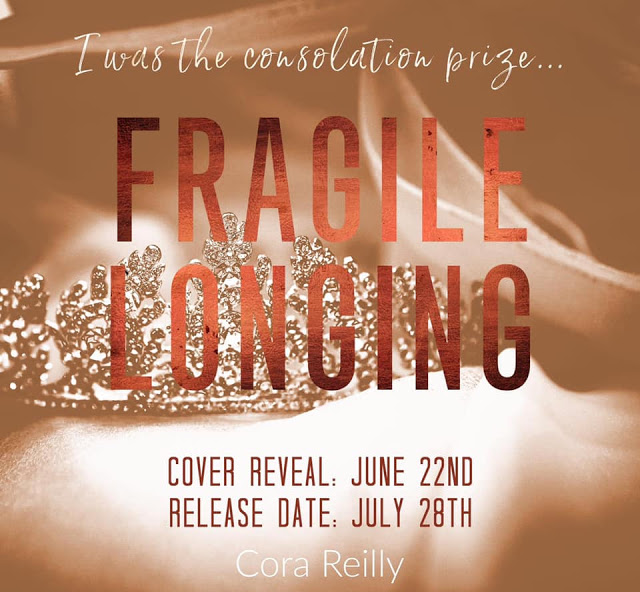 I was the consolation prize...
FRAGILE
LONGING
COVER REVEAL: JUNE 22ND
RELEASE DATE: JULY 28TH
Cora Reilly